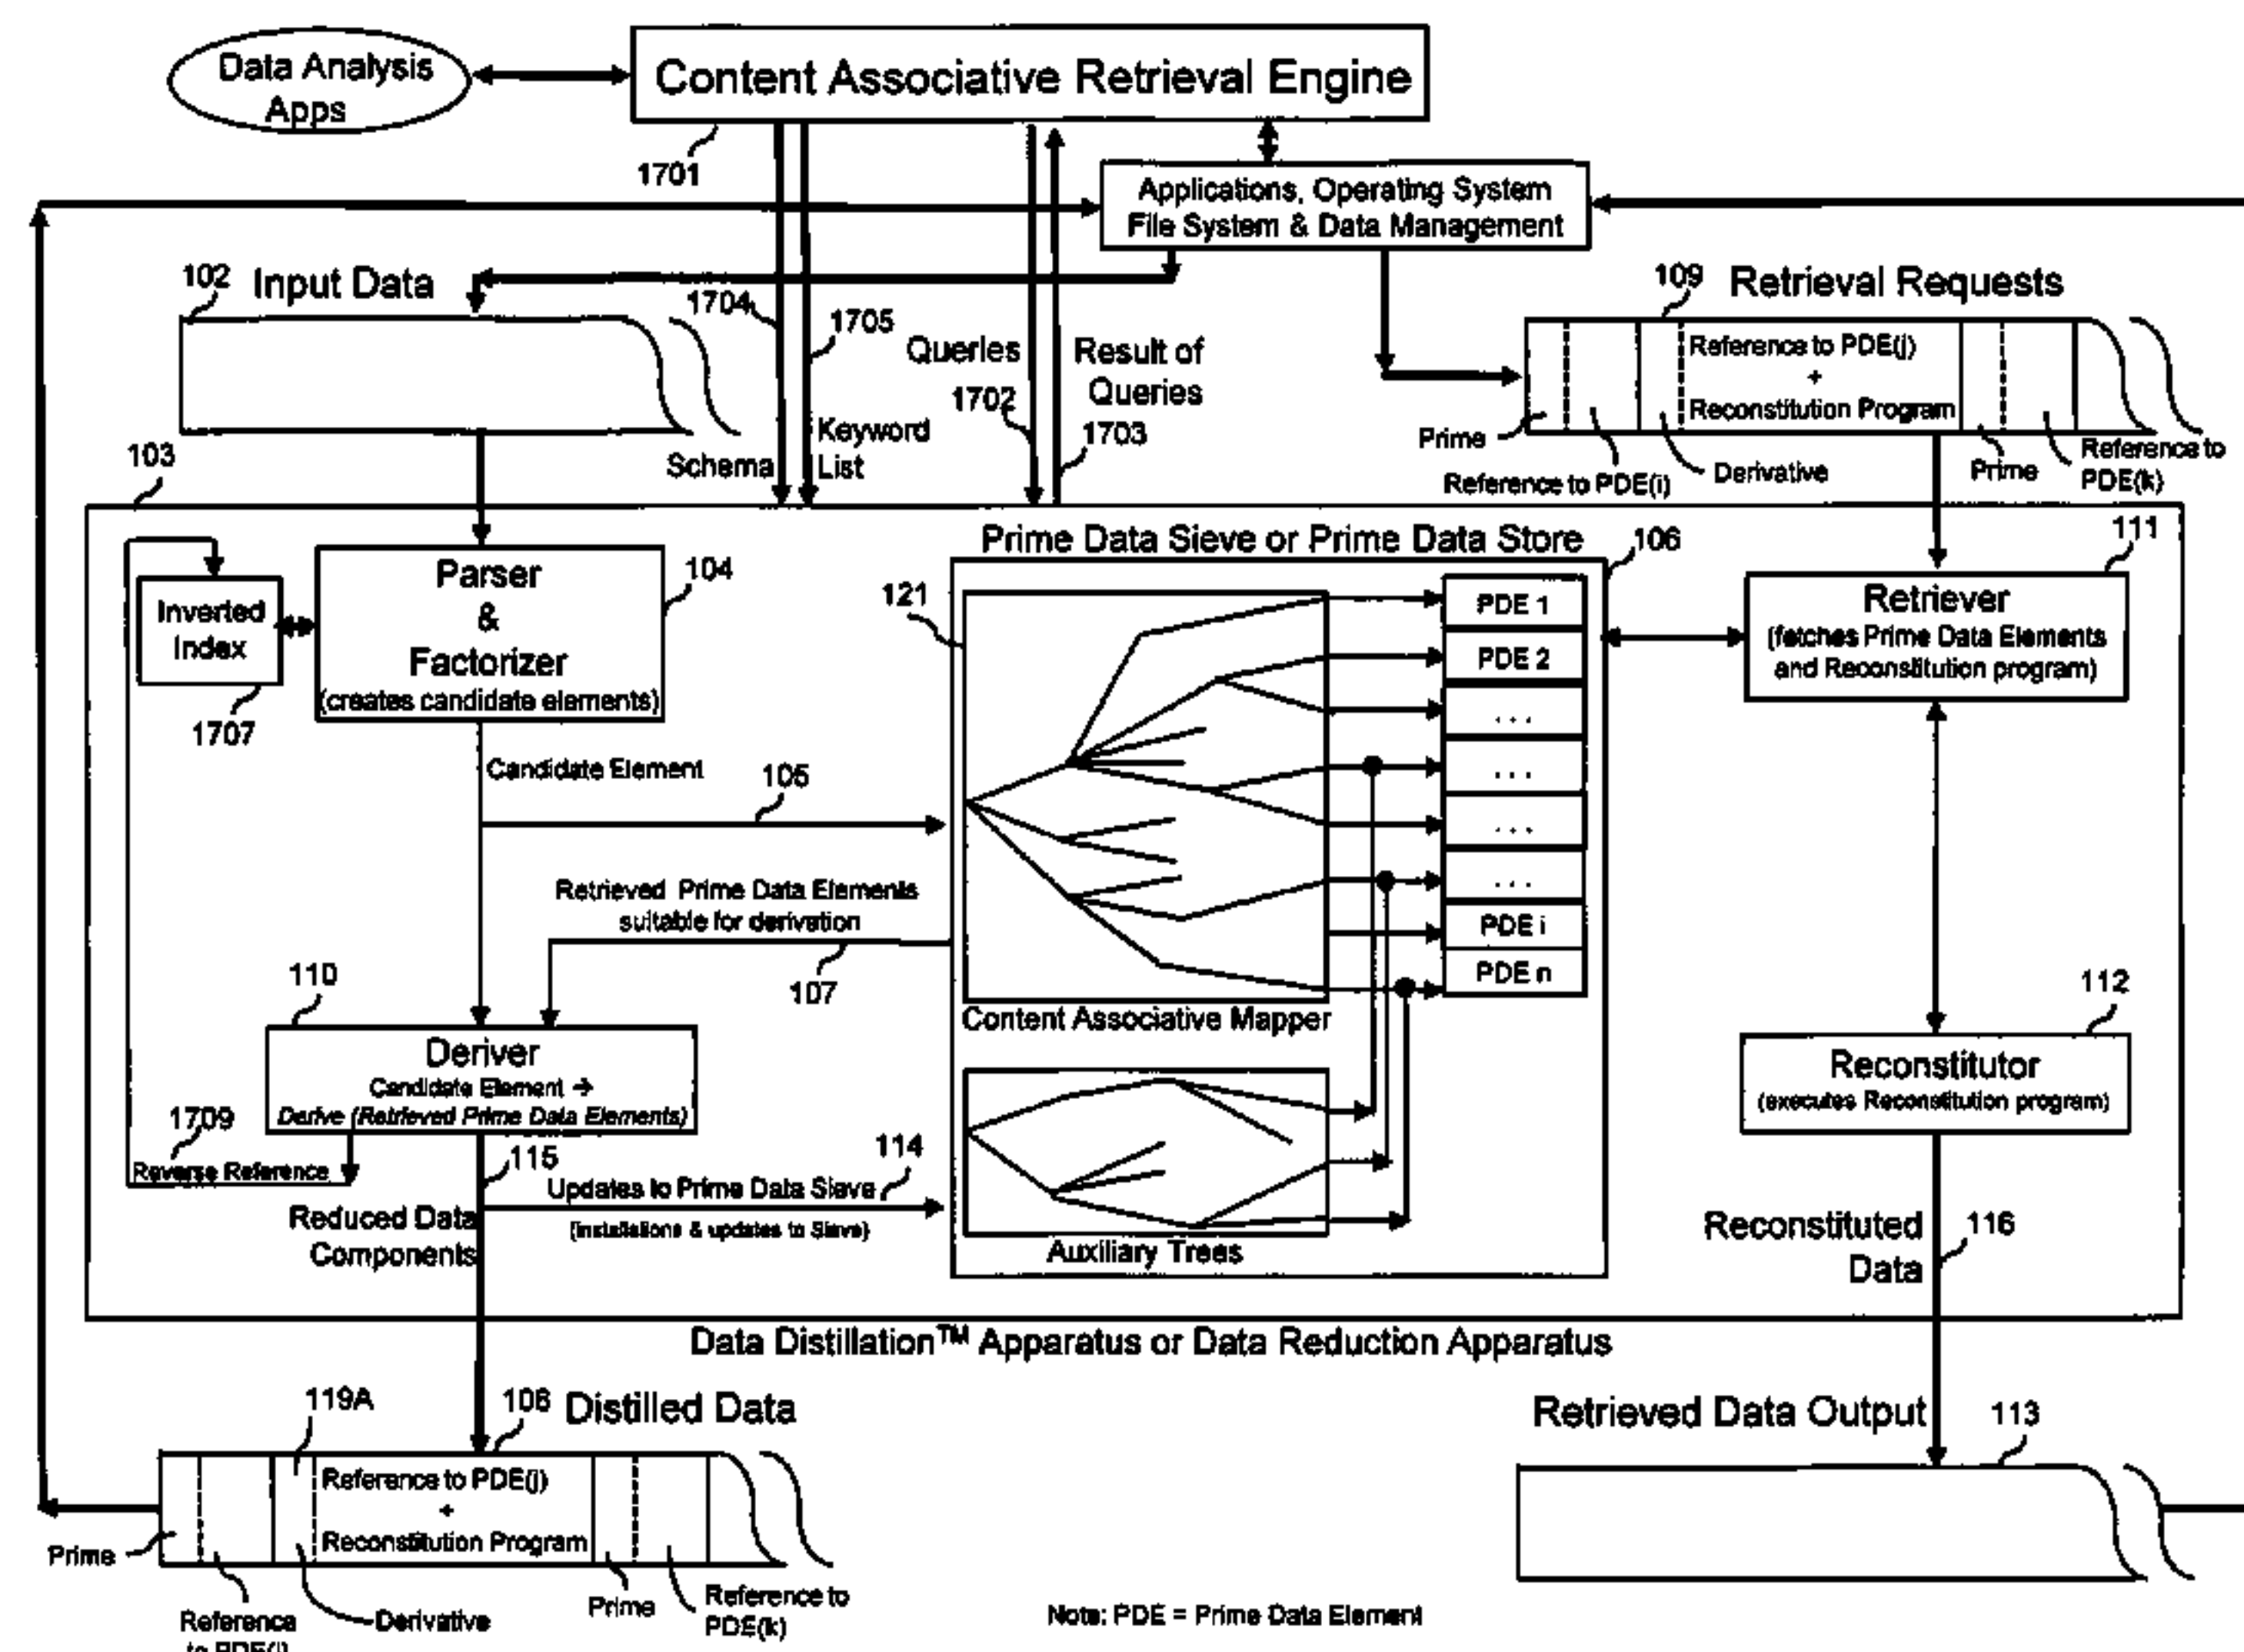 Data Analysis
Apps
Content Associative Retrieval Engine
1701
Applications, Operating System
File System & Data Management
102
Input Data
1704
1705
Queries
1702
Result of
Queries
1703
Schema
Keyword
List
109
Retrieval Requests
Reference to PDE(j)
+
Reconstitution Program
Prime
Reference to PDE(i)
Derivative
Prime
Reference to
PDE(k)
103
Inverted
Index
1707
Parser
&
Factorizer
(creates candidate elements)
104
Prime Data Sieve or Prime Data Store
106
121
PDE 1
PDE 2
...
...
...
...
PDE i
PDE n
Content Associative Mapper
Auxiliary Trees
111
Retriever
(fetches Prime Data Elements
and Reconstitution program)
Candidate Element
105
Retrieved Prime Data Elements
suitable for derivation
107
110
Deriver
Candidate Element →
Derive (Retrieved Prime Data Elements)
1709
Reverse Reference
115
114
Updates to Prime Data Sieve
(installations & updates to Sieve)
Reduced Data
Components
112
Reconstitutor
(executes Reconstitution program)
Reconstituted
Data
116
Data Distillation™ Apparatus or Data Reduction Apparatus
119A
108
Distilled Data
Reference to PDE(j)
+
Reconstitution Program
Prime
Reference
to PDE(i)
Derivative
Prime
Reference to
PDE(k)
Retrieved Data Output
113
Note: PDE = Prime Data Element